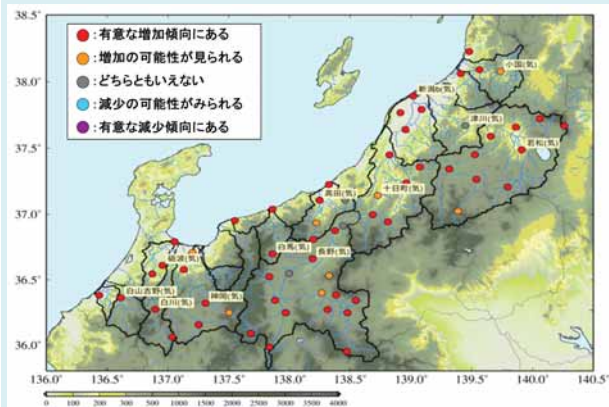 38.5°
38.0°
37.5°
37.0°
36.5°
36.0°
：有意な増加傾向にある
：増加の可能性が見られる
：どちらともいえない
：減少の可能性がみられる
：有意な減少傾向にある
小国(気)
新潟b(気)
津川(気)
若松(気)
高田(気)
十日町(気)
白馬(気)
長野(気)
砺波(気)
白山吉野(気)
白川(気)
神岡(気)
136.0° 136.5° 137.0° 137.5° 138.0° 138.5° 139.0° 139.5° 140.0° 140.5°
0 100 200 500 1000 1500 2000 2500 3000 3500 4000